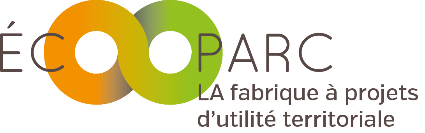 ÉCOOPARC
LA fabrique à projets
d'utilité territoriale